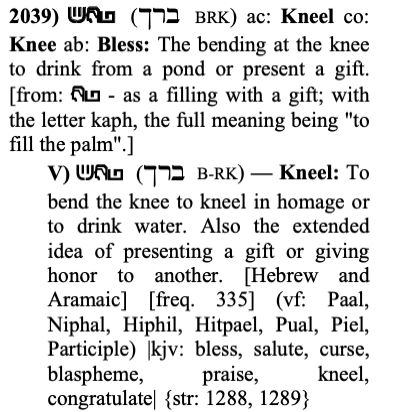 2039) 𐤁𐤓𐤊 (ברך BRK) ac: Kneel co:
Knee ab: Bless: The bending at the knee
to drink from a pond or present a gift.
[from: 𐤁𐤓 - as a filling with a gift; with
the letter kaph, the full meaning being "to
fill the palm".]
V) 𐤁𐤓𐤊 (ברך B-RK) — Kneel: To
bend the knee to kneel in homage or
to drink water. Also the extended
idea of presenting a gift or giving
honor to another. [Hebrew and
Aramaic] [freq. 335] (vf: Paal,
Niphal, Hiphil, Hitpael, Pual, Piel,
Participle) |kjv: bless, salute, curse,
blaspheme, praise, kneel,
congratulate| {str: 1288, 1289}